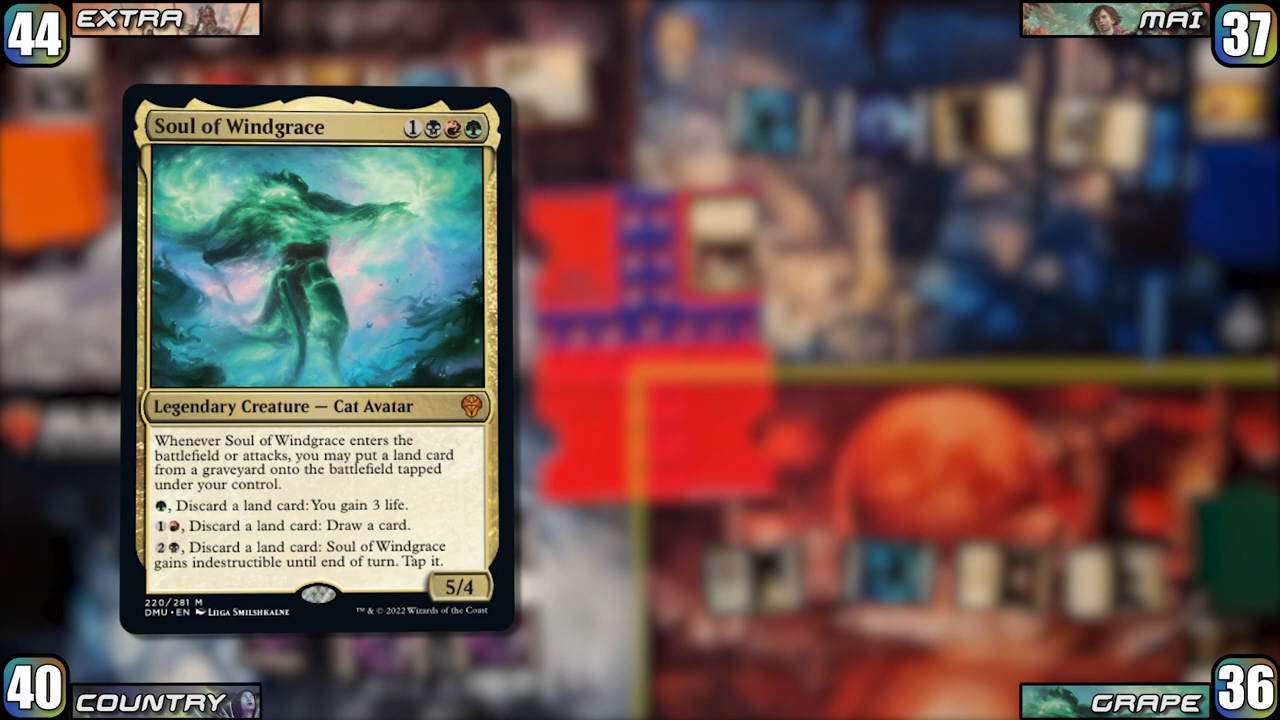 44 EXTRA
MAI 37
Soul of Windgrace 1
Legendary Creature — Cat Avatar
Whenever Soul of Windgrace enters the
battlefield or attacks, you may put a land card
from a graveyard onto the battlefield tapped
under your control.
, Discard a land card: You gain 3 life.
1 , Discard a land card: Draw a card.
2 , Discard a land card: Soul of Windgrace
gains indestructible until end of turn. Tap it.
5/4
220/281 M
DMU • EN LIIGA SMILSHKALNE
™ & © 2022 Wizards of the Coast
40 COUNTRY
GRAPE 36